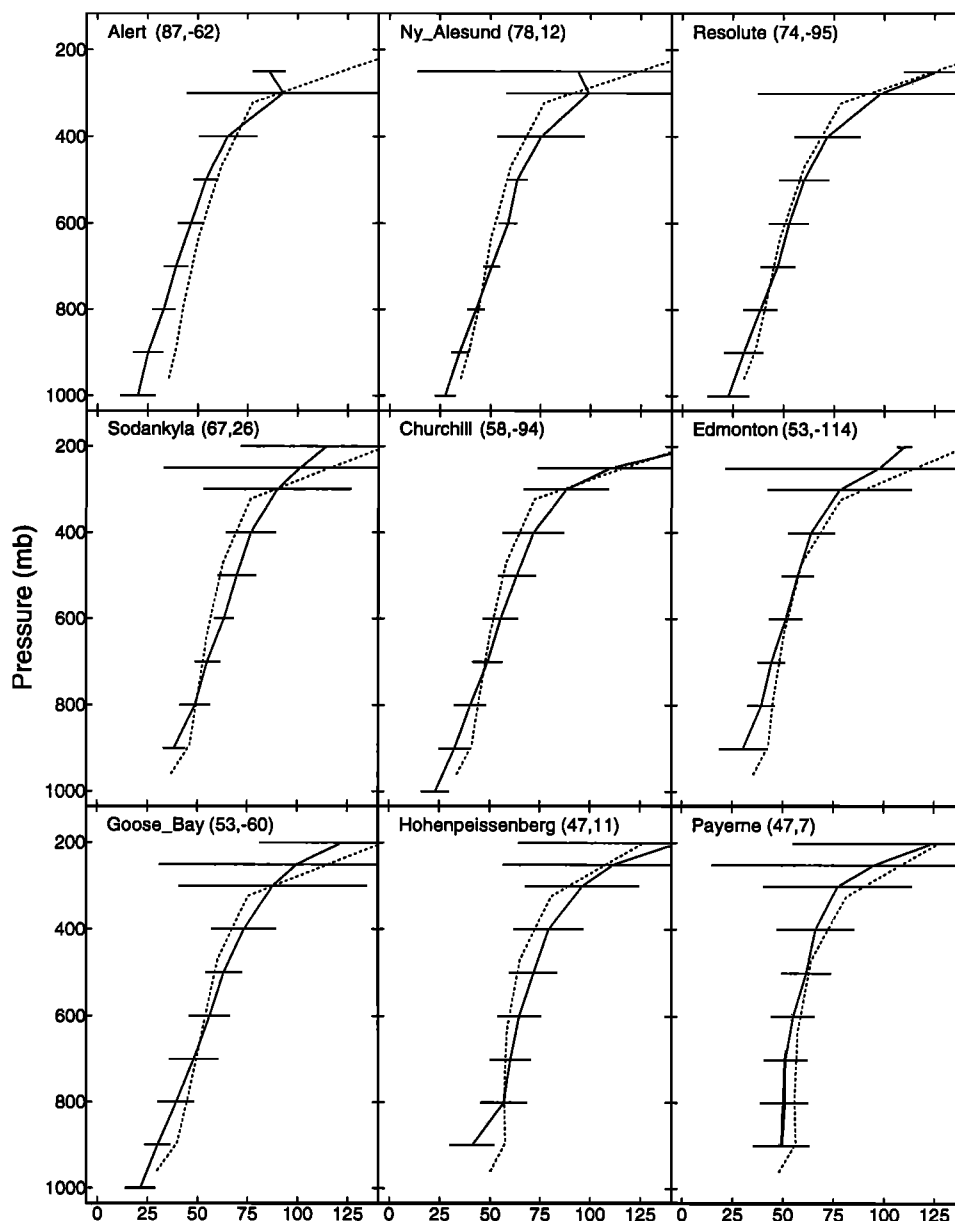 Alert (87,-62)
Ny_Alesund (78,12)
Resolute (74,-95)
200
400
600
800
1000
Sodankyla (67,26)
Churchill (58,-94)
Edmonton (53,-114)
200
400
600
800
1000
Pressure (mb)
Goose_Bay (53,-60)
Hohenpeissenberg (47,11)
Payerne (47,7)
200
400
600
800
1000
0 25 50 75 100 125
0 25 50 75 100 125
0 25 50 75 100 125